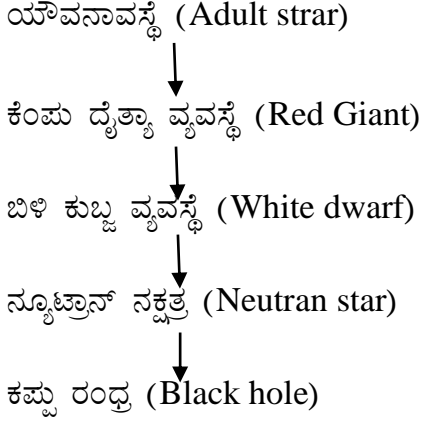 ಯೌವನಾವಸ್ಥೆ (Adult strar)
ಕೆಂಪು ದೈತ್ಯಾ ವ್ಯವಸ್ಥೆ (Red Giant)
ಬಿಳಿ ಕುಬ್ಜ ವ್ಯವಸ್ಥೆ (White dwarf)
ನ್ಯೂಟ್ರಾನ್ ನಕ್ಷತ್ರ (Neutran star)
ಕಪ್ಪು ರಂಧ್ರ (Black hole)